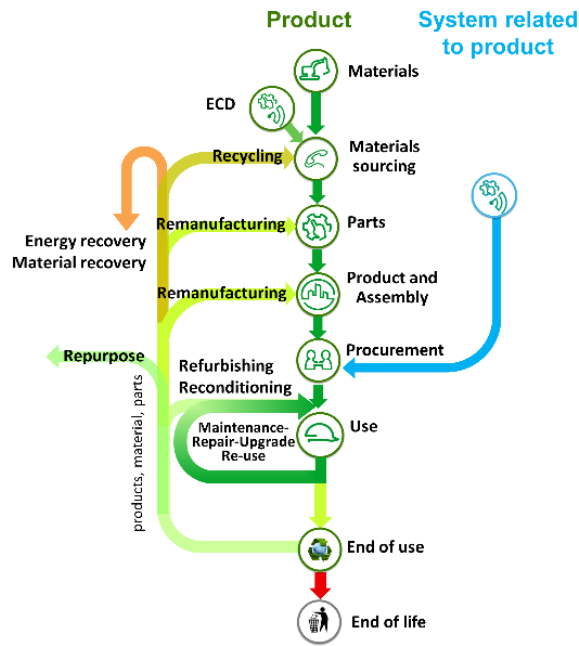 Product
System related
to product
Materials
ECD
Recycling
Materials
sourcing
Energy recovery
Material recovery
Remanufacturing
Parts
Remanufacturing
Product and
Assembly
Repurpose
Procurement
Refurbishing
Reconditioning
Maintenance-
Repair-Upgrade
Re-use
Use
products, material, parts
End of use
End of life